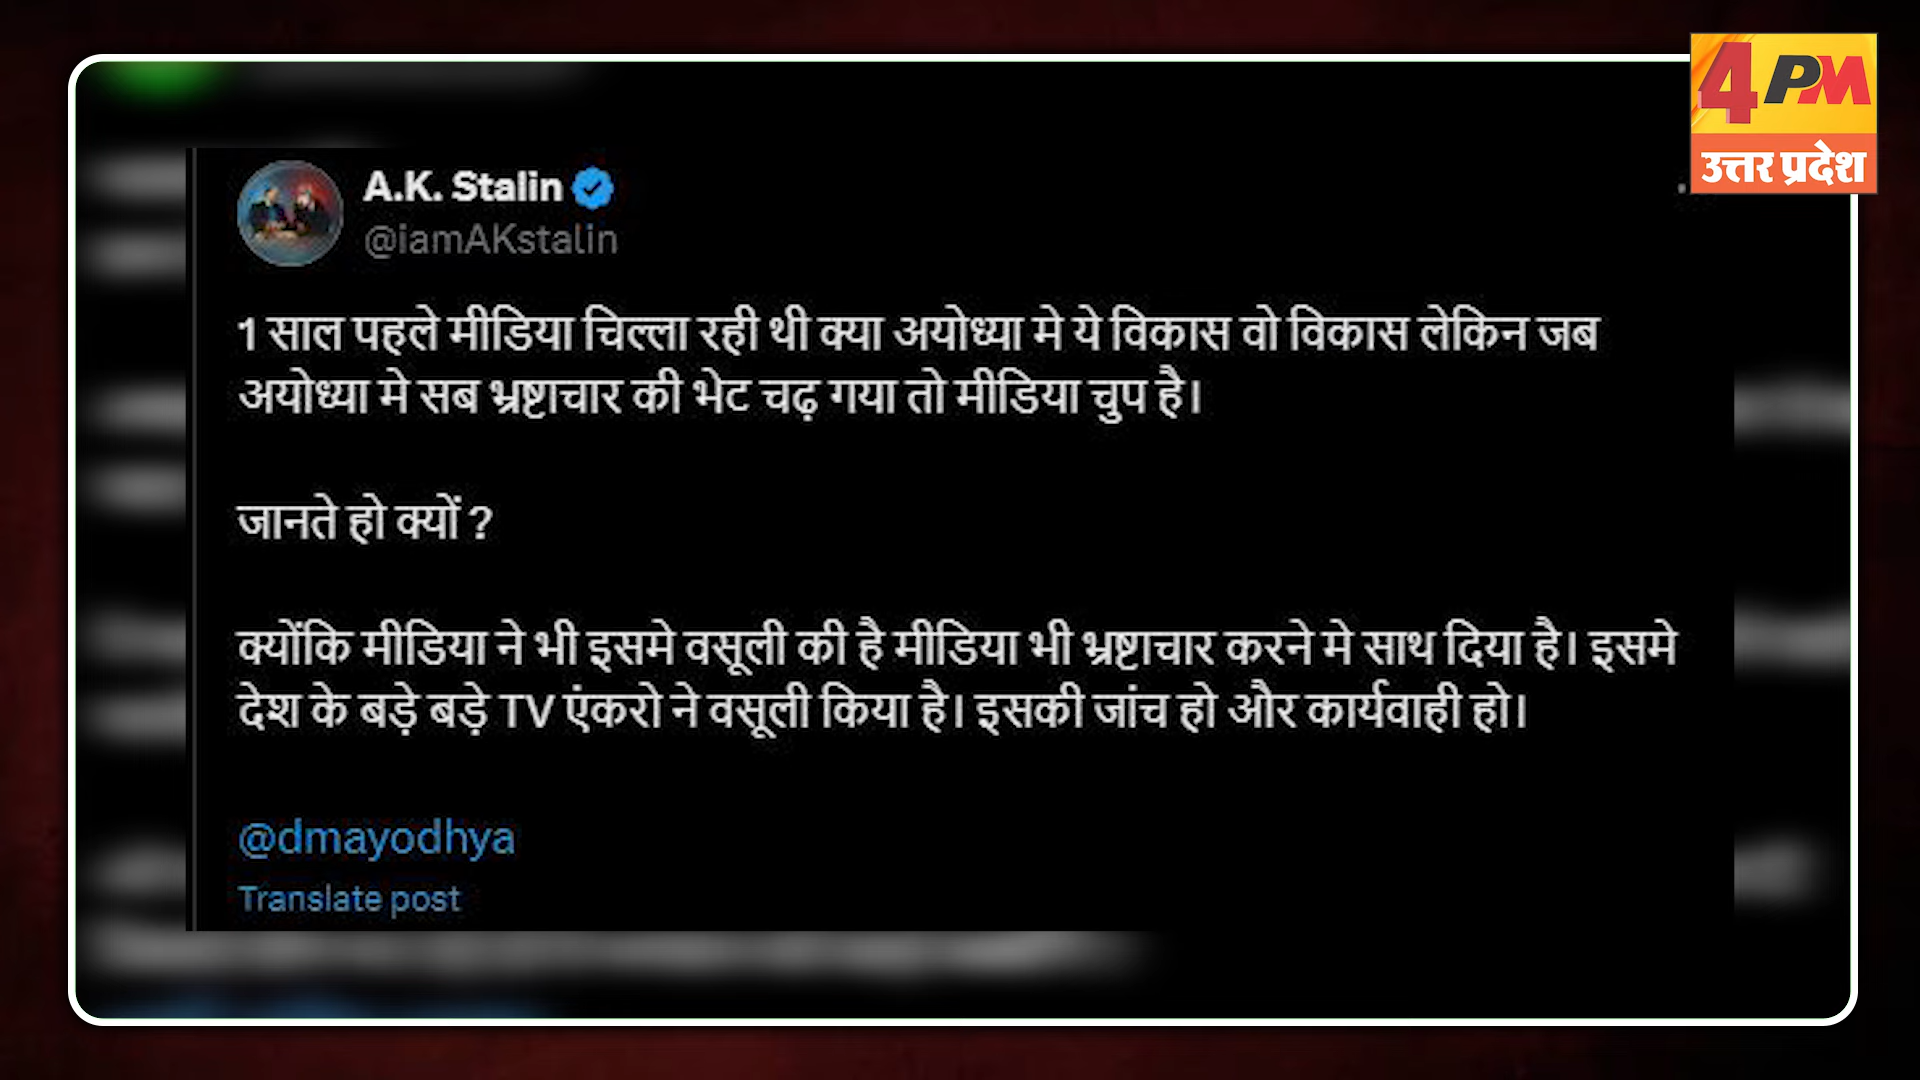 4PM
उत्तर प्रदेश
A.K. Stalin
@iamAKstalin
1 साल पहले मीडिया चिल्ला रही थी क्या अयोध्या मे ये विकास वो विकास लेकिन जब
अयोध्या मे सब भ्रष्टाचार की भेट चढ़ गया तो मीडिया चुप है।
जानते हो क्यों ?
क्योंकि मीडिया ने भी इसमे वसूली की है मीडिया भी भ्रष्टाचार करने मे साथ दिया है। इसमे
देश के बड़े बड़े TV एंकरो ने वसूली किया है। इसकी जांच हो और कार्यवाही हो।
@dmayodhya
Translate post